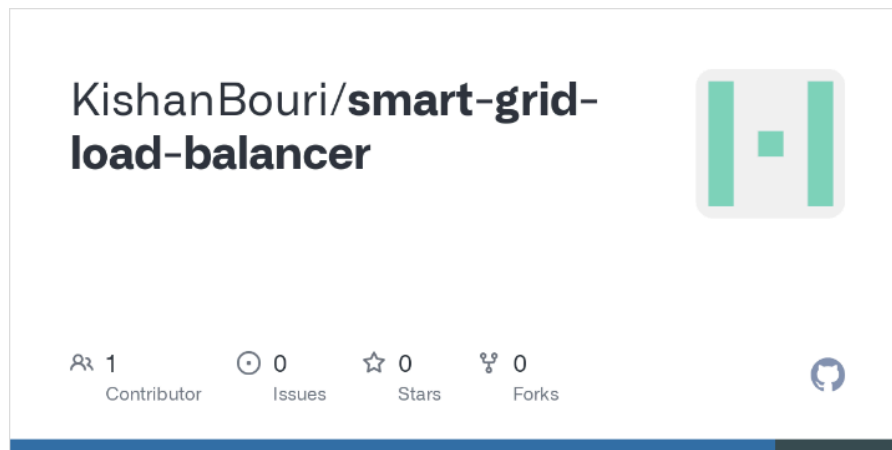 KishanBouri/smart-grid-
load-balancer
1
Contributor
0
Issues
0
Stars
0
Forks